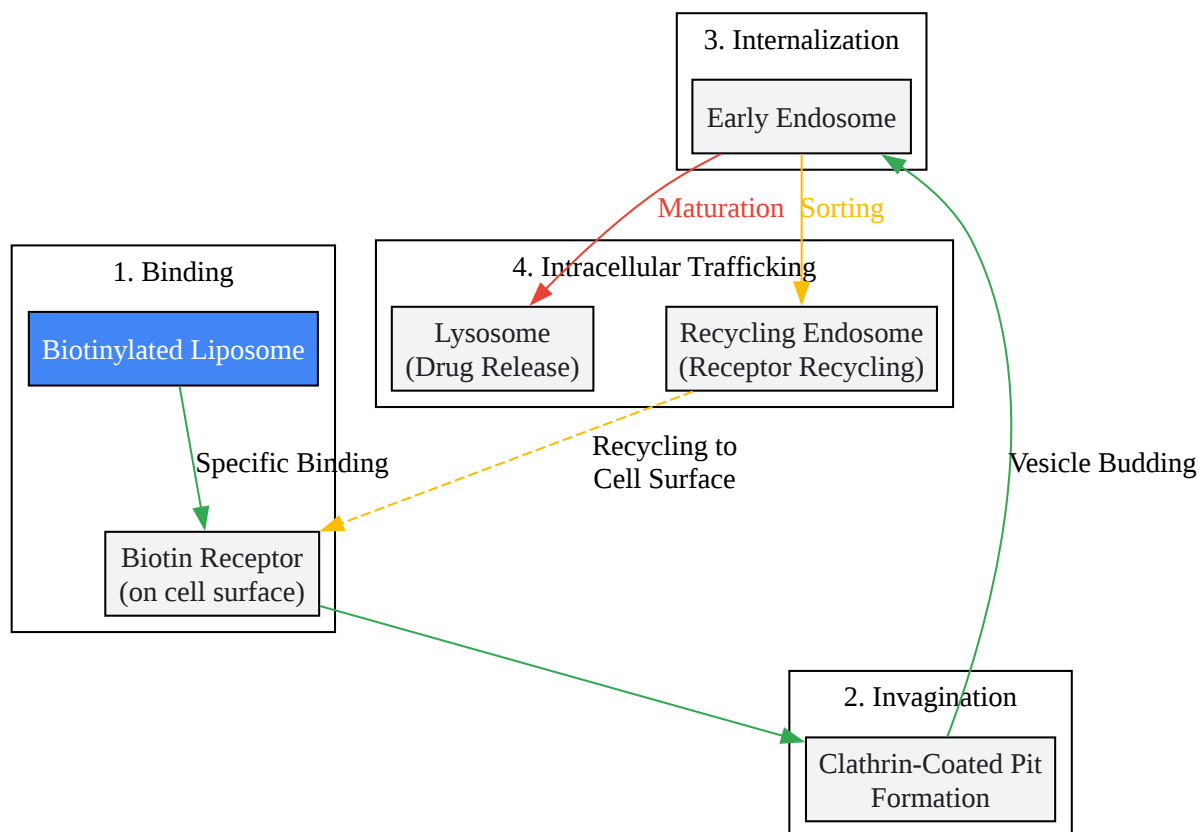 3. Internalization
Early Endosome
Maturation
Sorting
1. Binding
4. Intracellular Trafficking
Biotinylated Liposome
Lysosome
(Drug Release)
Recycling Endosome
(Receptor Recycling)
Specific Binding
Recycling to
Cell Surface
Vesicle Budding
Biotin Receptor
(on cell surface)
2. Invagination
Clathrin-Coated Pit
Formation